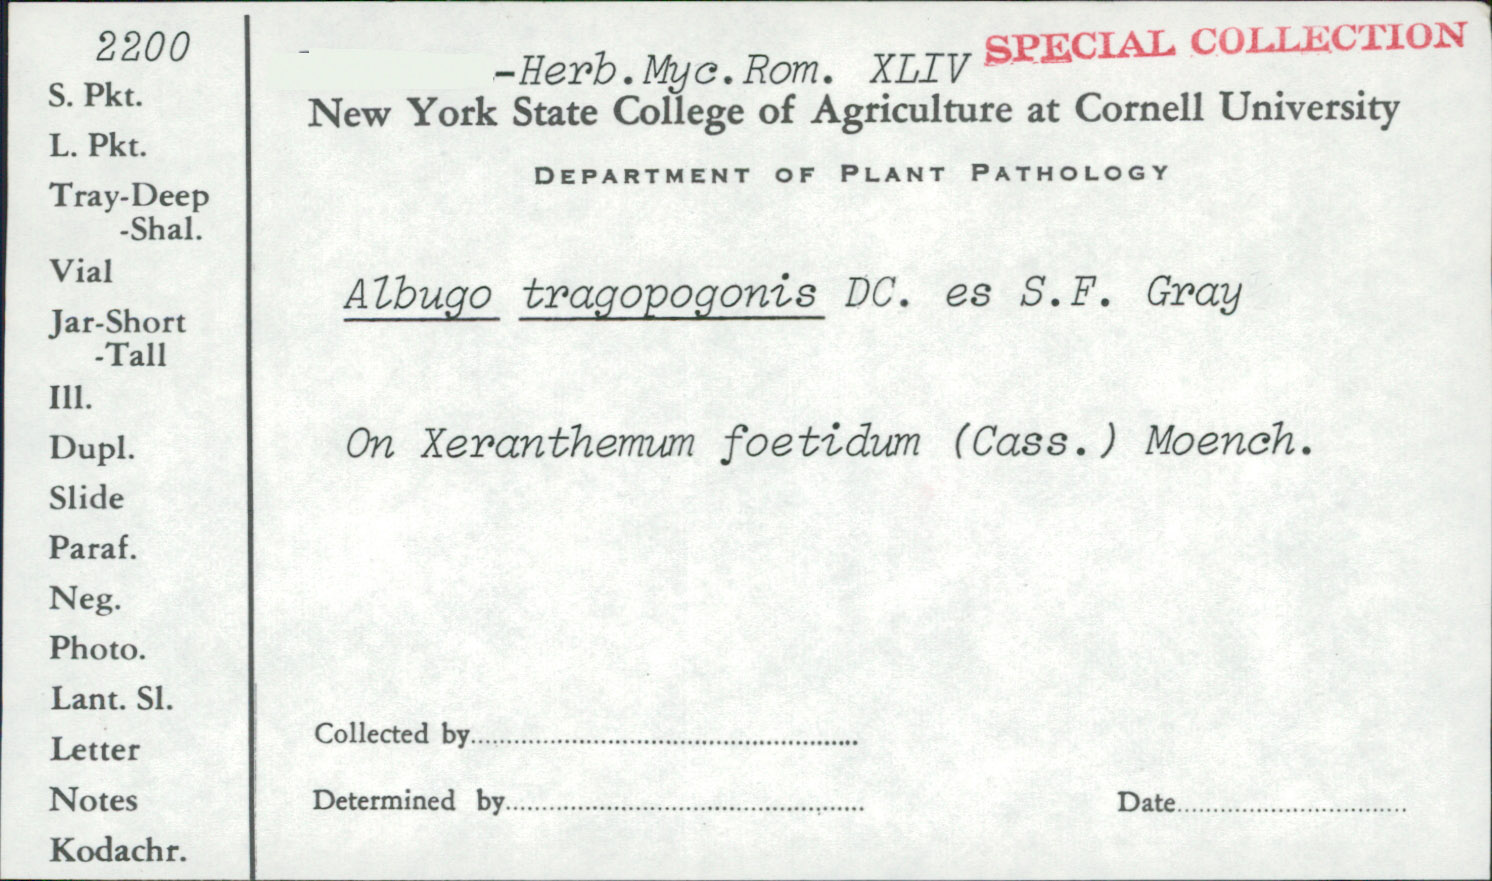 2200
S. Pkt.
L. Pkt.
Tray-Deep
-Shal.
Vial
Jar-Short
-Tall
Ill.
Dupl.
Slide
Paraf.
Neg.
Photo.
Lant. Sl.
Letter
Notes
Kodachr.
SPECIAL COLLECTION
-Herb.Myc.Rom. XLIV
New York State College of Agriculture at Cornell University
DEPARTMENT OF PLANT PATHOLOGY
Albugo tragopogonis DC. es S.F. Gray
On Xeranthemum foetidum (Cass.) Moench.
Collected by
Determined by
Date